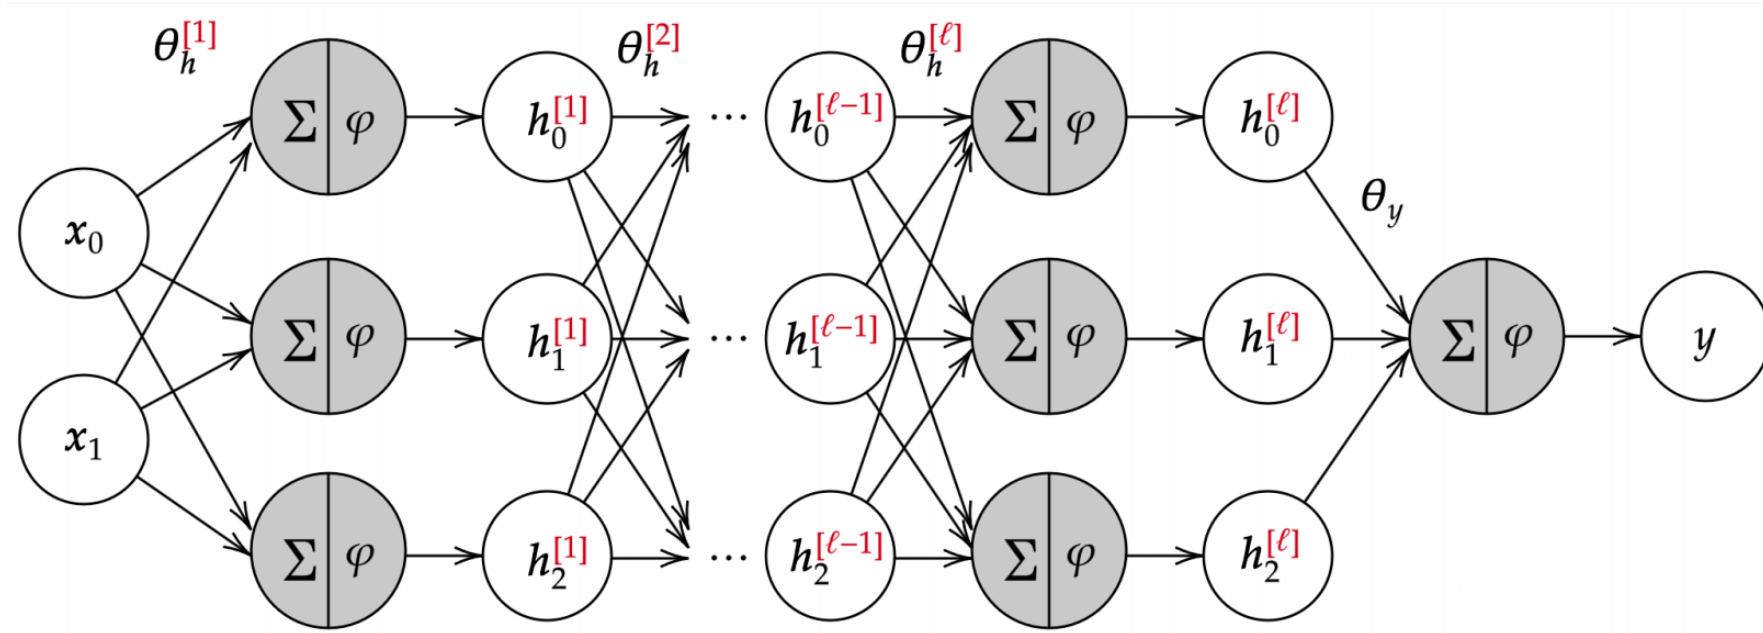 θ_h^[1] θ_h^[2] θ_h^[ℓ]
Σ φ h_0^[1] ··· h_0^[ℓ−1] Σ φ h_0^[ℓ]
θ_y
x_0
Σ φ h_1^[1] ··· h_1^[ℓ−1] Σ φ h_1^[ℓ] Σ φ y
x_1
Σ φ h_2^[1] ··· h_2^[ℓ−1] Σ φ h_2^[ℓ]